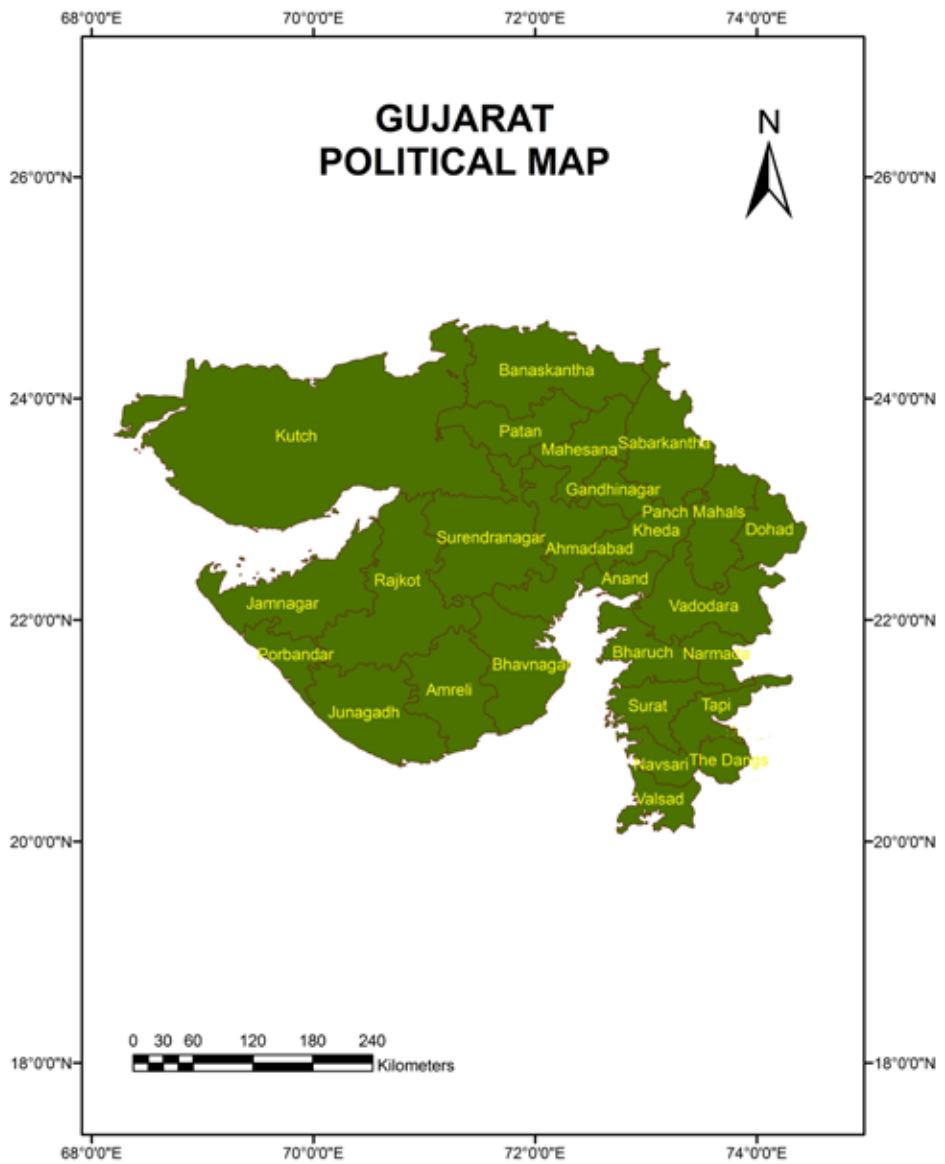 68°0'0"E 70°0'0"E 72°0'0"E 74°0'0"E
GUJARAT
POLITICAL MAP
N
26°0'0"N 26°0'0"N
Banaskantha
24°0'0"N 24°0'0"N
Kutch
Patan
Mahesana
Sabarkantha
Gandhinagar
Panch Mahals
Kheda
Dohad
Surendranagar
Ahmadabad
Anand
Rajkot
Jamnagar
Vadodara
22°0'0"N 22°0'0"N
Porbandar
Bhavnagar
Bharuch
Narmada
Amreli
Junagadh
Surat
Tapi
Navsari
The Dangs
Valsad
20°0'0"N 20°0'0"N
0 30 60 120 180 240
Kilometers
18°0'0"N 18°0'0"N
68°0'0"E 70°0'0"E 72°0'0"E 74°0'0"E